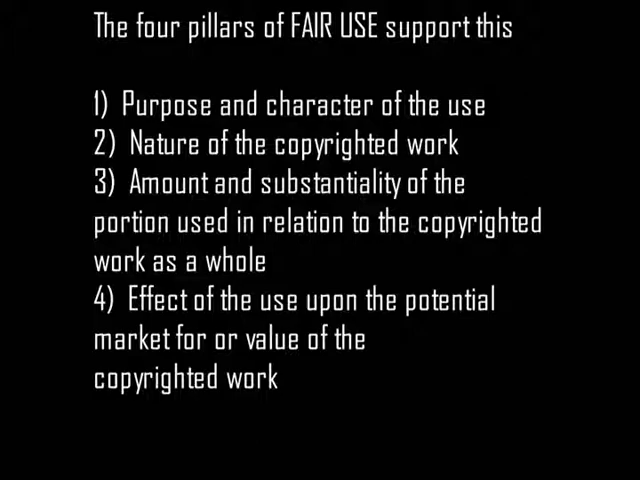 The four pillars of FAIR USE support this
1) Purpose and character of the use
2) Nature of the copyrighted work
3) Amount and substantiality of the
portion used in relation to the copyrighted
work as a whole
4) Effect of the use upon the potential
market for or value of the
copyrighted work